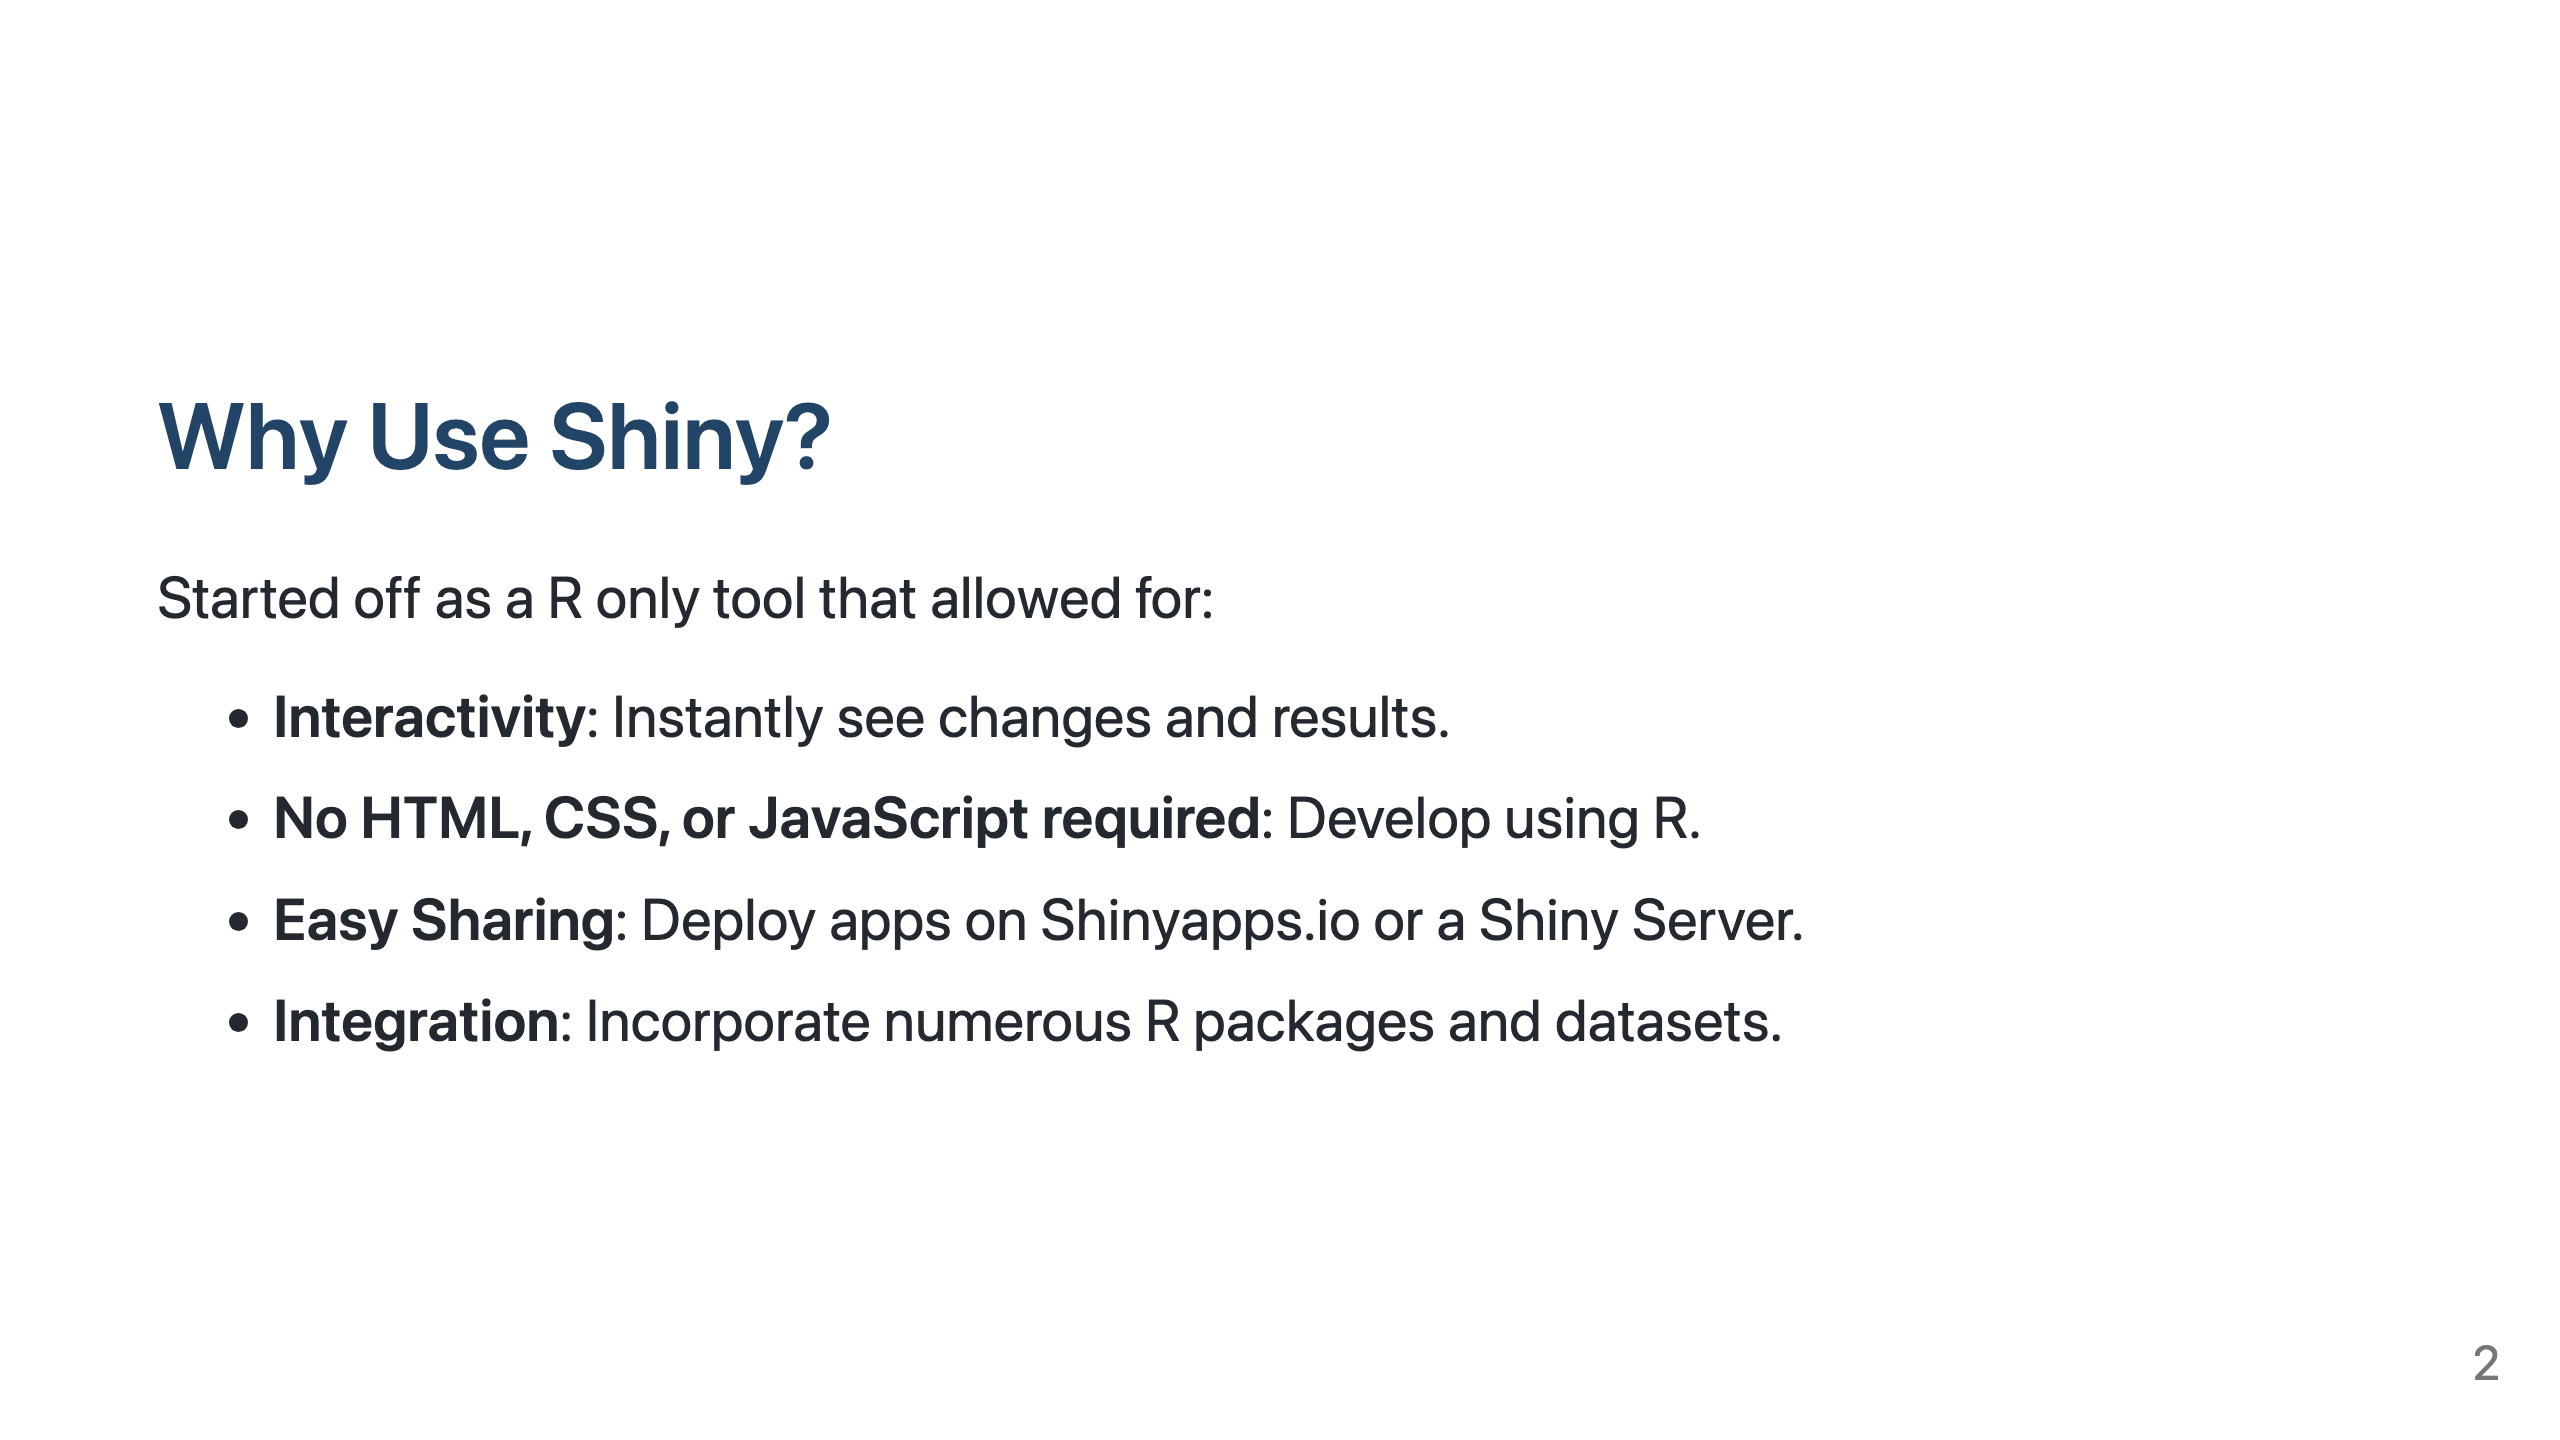 Why Use Shiny?
Started off as a R only tool that allowed for:
• Interactivity: Instantly see changes and results.
• No HTML, CSS, or JavaScript required: Develop using R.
• Easy Sharing: Deploy apps on Shinyapps.io or a Shiny Server.
• Integration: Incorporate numerous R packages and datasets.
2